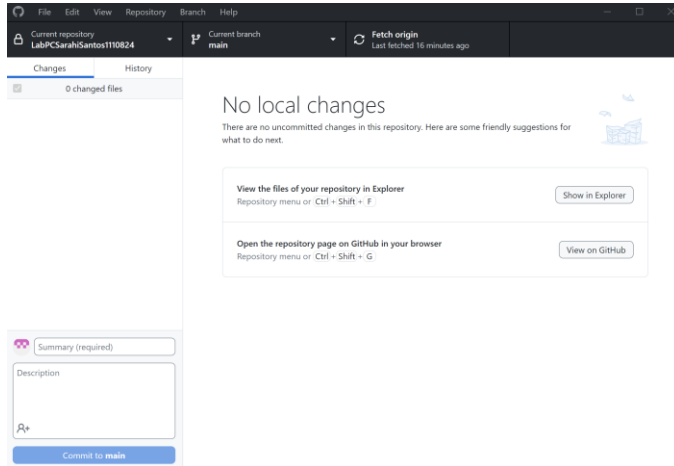 File Edit View Repository Branch Help
Current repository
LabPCSarahiSantos1110824
Current branch
main
Fetch origin
Last fetched 16 minutes ago
Changes History
0 changed files
No local changes
There are no uncommitted changes in this repository. Here are some friendly suggestions for
what to do next.
View the files of your repository in Explorer
Repository menu or Ctrl + Shift + F
Show in Explorer
Open the repository page on GitHub in your browser
Repository menu or Ctrl + Shift + G
View on GitHub
Summary (required)
Description
Commit to main